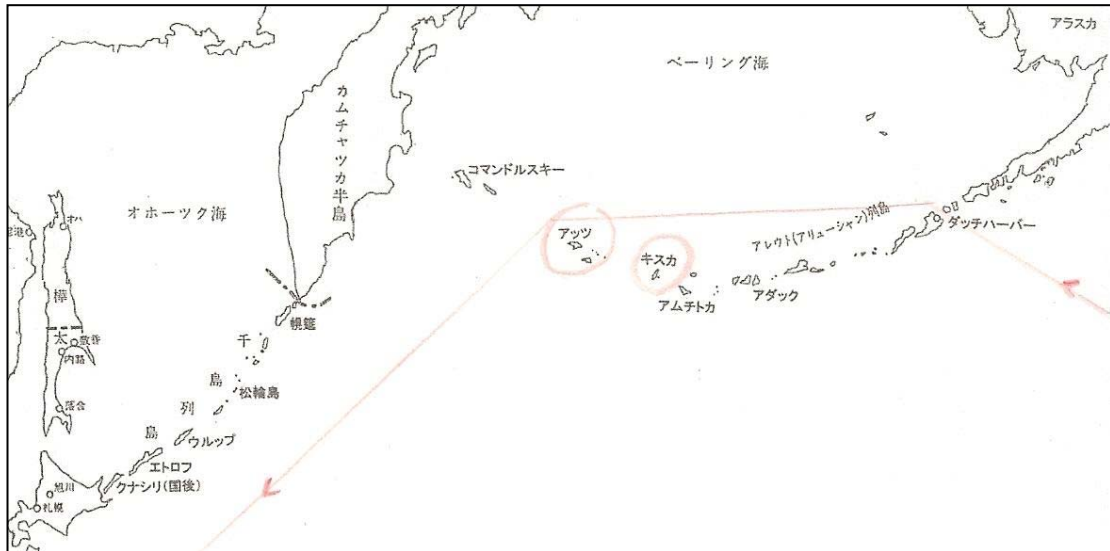 アラスカ
ベーリング海
カムチャツカ半島
コマンドルスキー
オホーツク海
オハ
アッツ
キスカ
アムチトカ
アダック
アレウト(アリューシャン)列島
ダッチハーバー
幌筵
樺太
敷香
内路
落合
千島列島
松輪島
ウルップ
エトロフ
クナシリ(国後)
旭川
札幌